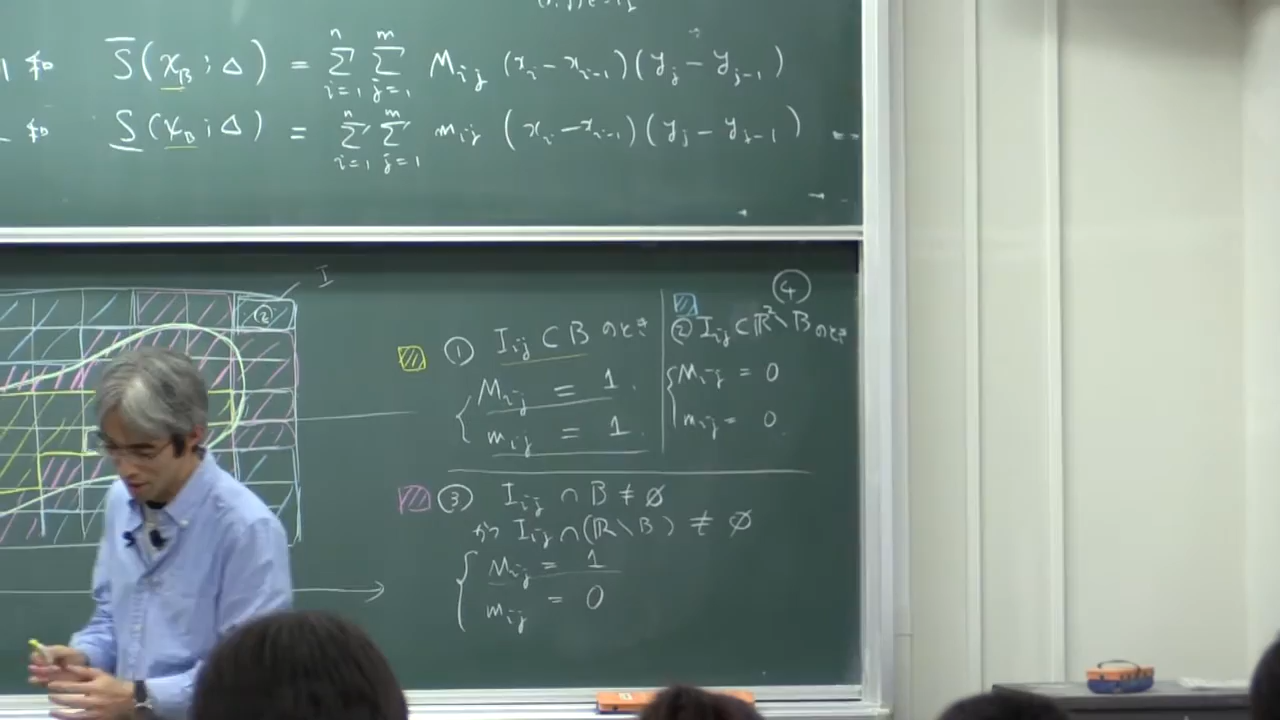 S̅(χ_B ; Δ) = Σ_{i=1}^{n} Σ_{j=1}^{m} M_{ij} (x_i − x_{i−1})(y_j − y_{j−1})
S̲(χ_B ; Δ) = Σ_{i=1}^{n} Σ_{j=1}^{m} m_{ij} (x_i − x_{i−1})(y_j − y_{j−1})
I
②
① I_{ij} ⊂ B のとき
M_{ij} = 1.
m_{ij} = 1.
④
② I_{ij} ⊂ ℝ² \ B のとき
M_{ij} = 0
m_{ij} = 0
③ I_{ij} ∩ B ≠ ∅
かつ I_{ij} ∩ (ℝ \ B) ≠ ∅
M_{ij} = 1
m_{ij} = 0